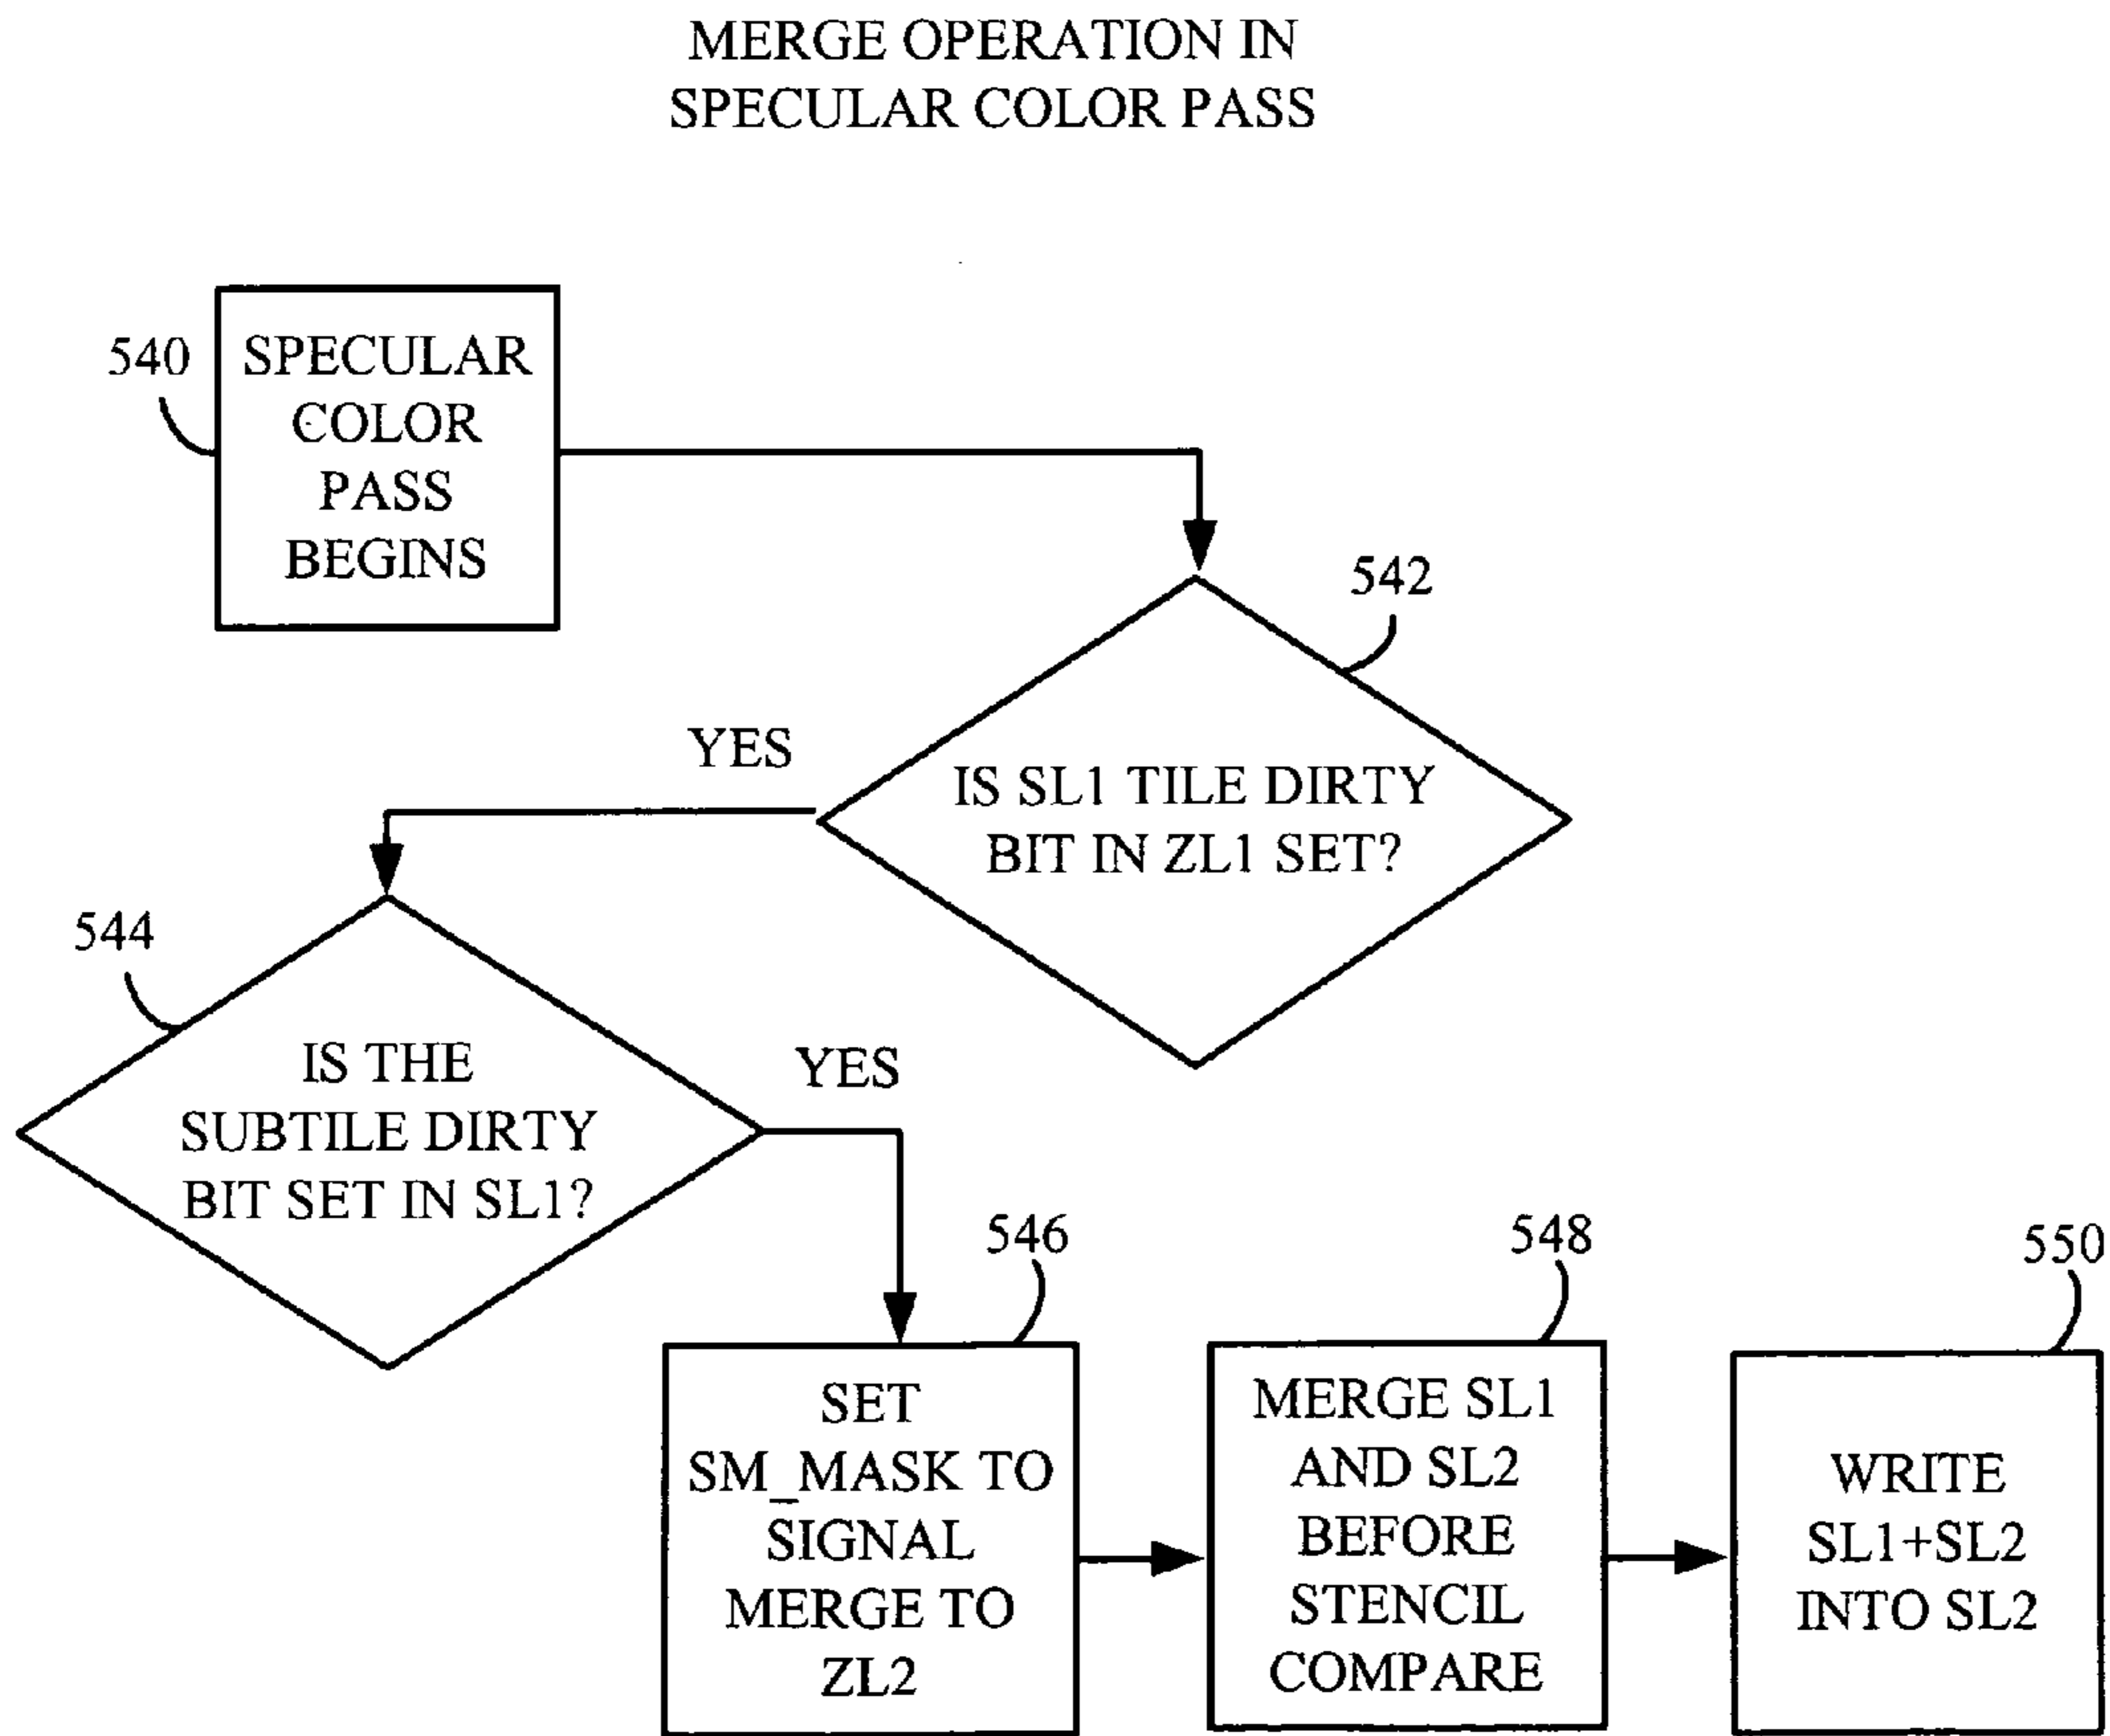 MERGE OPERATION IN
SPECULAR COLOR PASS
540
SPECULAR
COLOR
PASS
BEGINS
542
IS SL1 TILE DIRTY
BIT IN ZL1 SET?
YES
544
IS THE
SUBTILE DIRTY
BIT SET IN SL1?
YES
546
SET
SM_MASK TO
SIGNAL
MERGE TO
ZL2
548
MERGE SL1
AND SL2
BEFORE
STENCIL
COMPARE
550
WRITE
SL1+SL2
INTO SL2